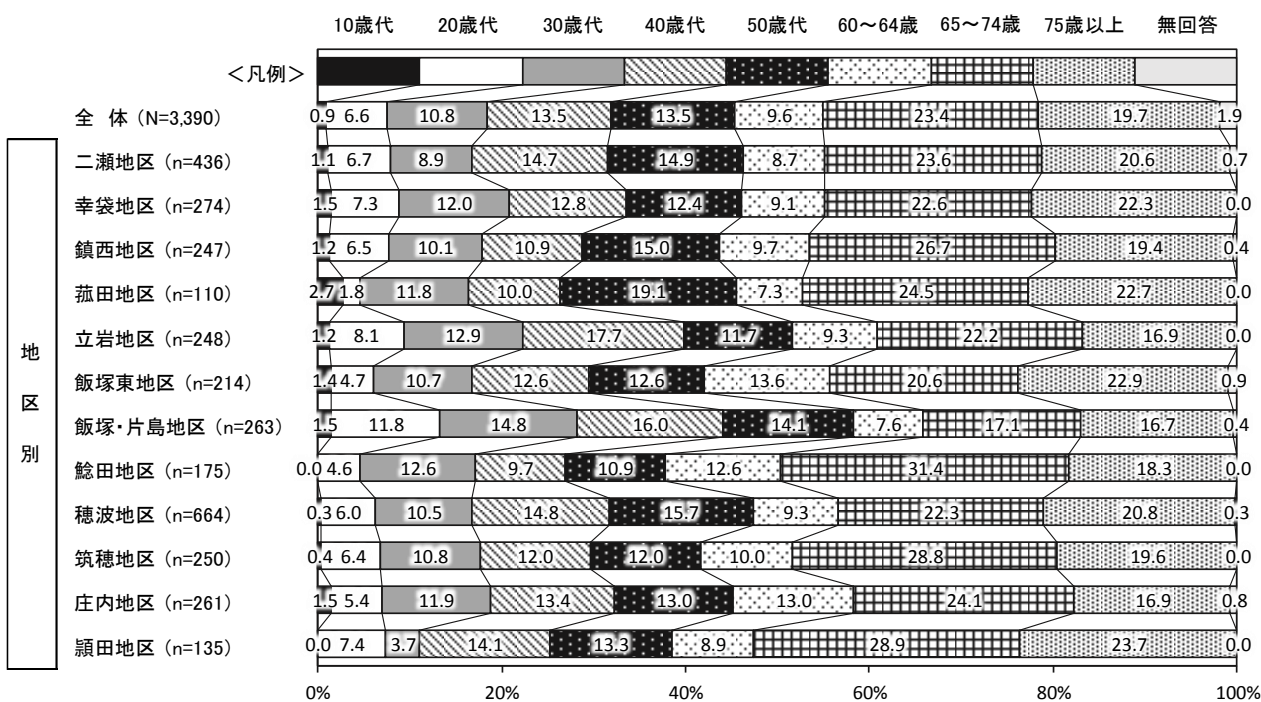 10歳代 20歳代 30歳代 40歳代 50歳代 60～64歳 65～74歳 75歳以上 無回答
＜凡例＞
全 体 (N=3,390) 0.9 6.6 10.8 13.5 13.5 9.6 23.4 19.7 1.9
地区別
二瀬地区 (n=436) 1.1 6.7 8.9 14.7 14.9 8.7 23.6 20.6 0.7
幸袋地区 (n=274) 1.5 7.3 12.0 12.8 12.4 9.1 22.6 22.3 0.0
鎮西地区 (n=247) 1.2 6.5 10.1 10.9 15.0 9.7 26.7 19.4 0.4
菰田地区 (n=110) 2.7 1.8 11.8 10.0 19.1 7.3 24.5 22.7 0.0
立岩地区 (n=248) 1.2 8.1 12.9 17.7 11.7 9.3 22.2 16.9 0.0
飯塚東地区 (n=214) 1.4 4.7 10.7 12.6 12.6 13.6 20.6 22.9 0.9
飯塚・片島地区 (n=263) 1.5 11.8 14.8 16.0 14.1 7.6 17.1 16.7 0.4
鯰田地区 (n=175) 0.0 4.6 12.6 9.7 10.9 12.6 31.4 18.3 0.0
穂波地区 (n=664) 0.3 6.0 10.5 14.8 15.7 9.3 22.3 20.8 0.3
筑穂地区 (n=250) 0.4 6.4 10.8 12.0 12.0 10.0 28.8 19.6 0.0
庄内地区 (n=261) 1.5 5.4 11.9 13.4 13.0 13.0 24.1 16.9 0.8
頴田地区 (n=135) 0.0 7.4 3.7 14.1 13.3 8.9 28.9 23.7 0.0
0% 20% 40% 60% 80% 100%